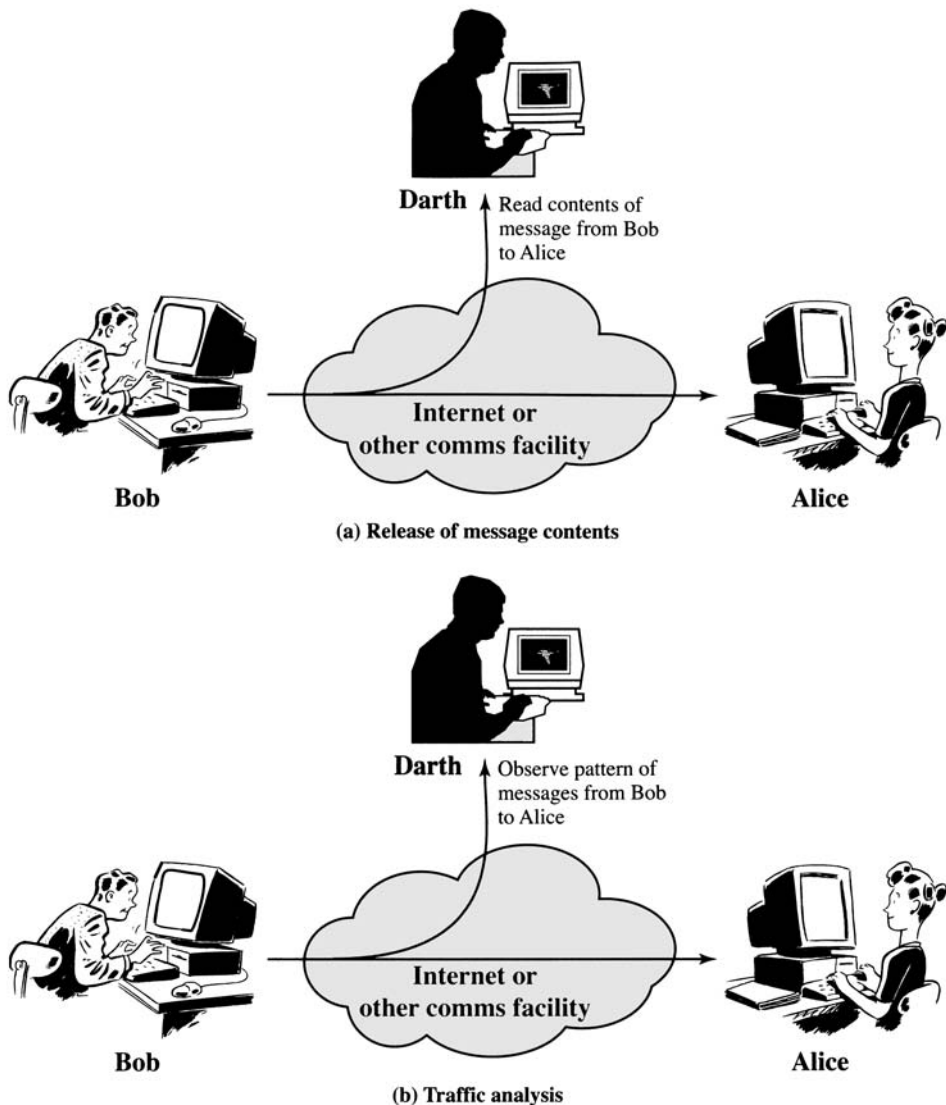 Darth
Read contents of
message from Bob
to Alice
Internet or
other comms facility
Bob
Alice
(a) Release of message contents
Darth
Observe pattern of
messages from Bob
to Alice
Internet or
other comms facility
Bob
Alice
(b) Traffic analysis